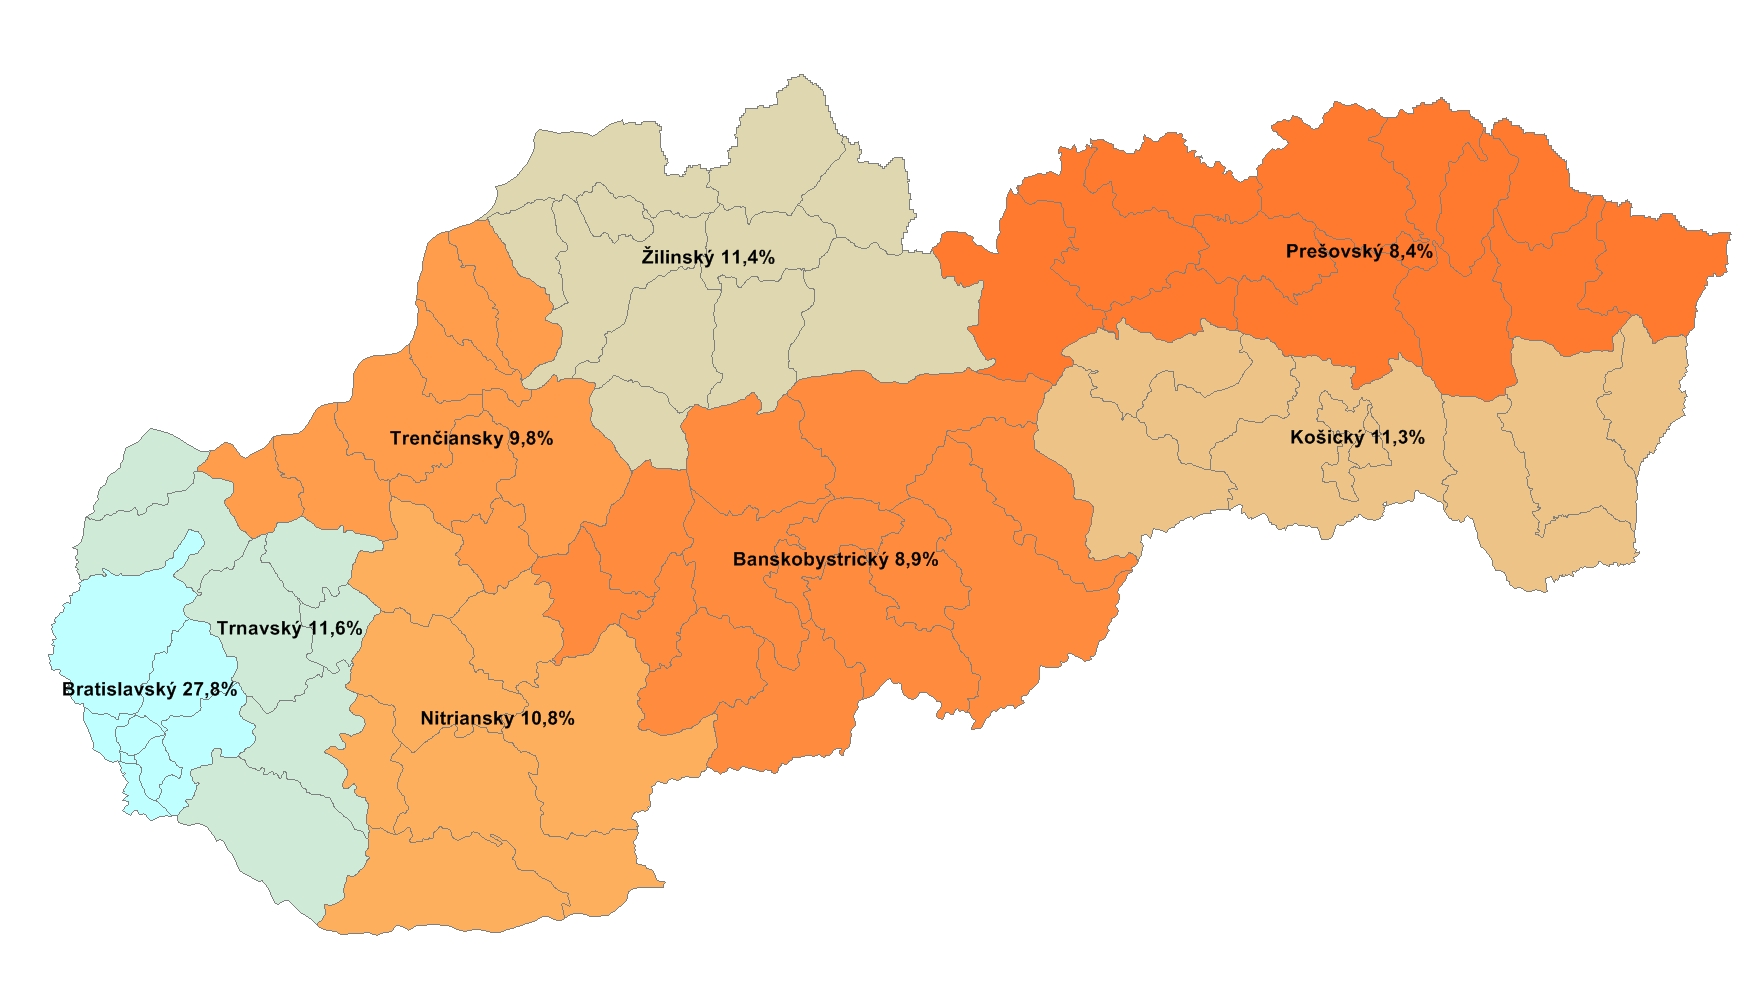 Prešovský 8,4%
Žilinský 11,4%
Košický 11,3%
Trenčiansky 9,8%
Banskobystrický 8,9%
Trnavský 11,6%
Bratislavský 27,8%
Nitriansky 10,8%